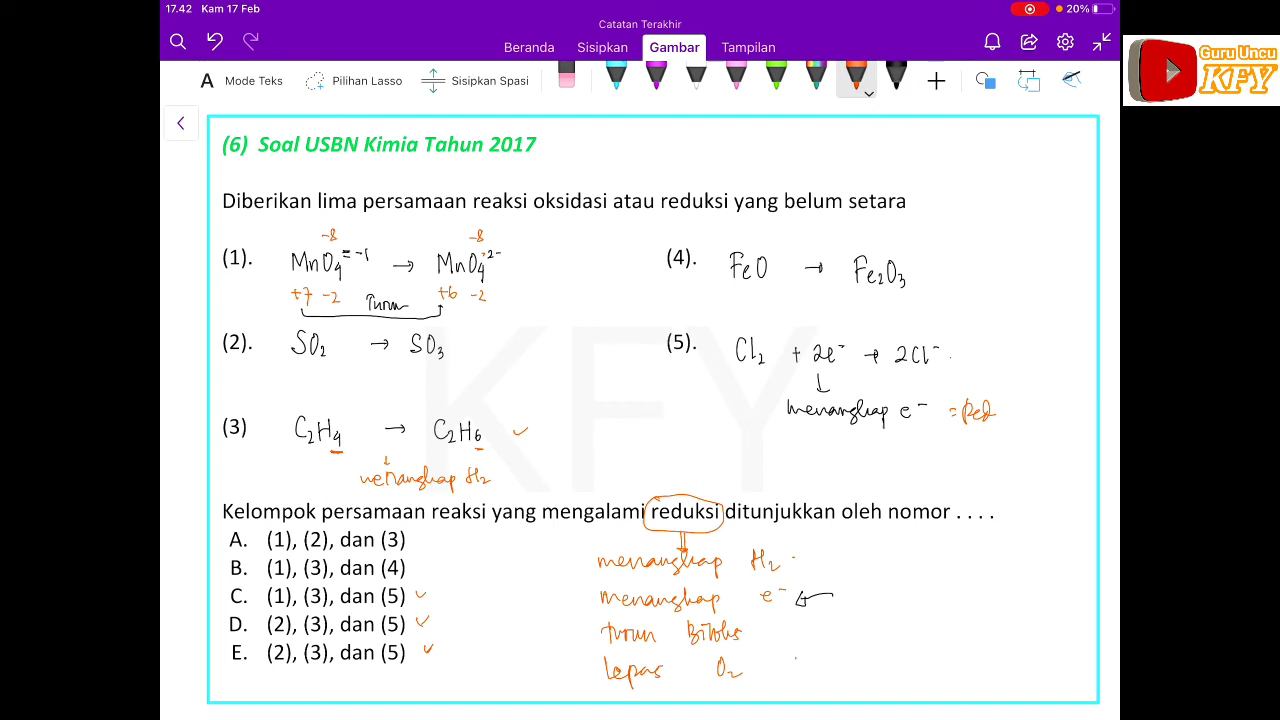 17.42 Kam 17 Feb
20%
Catatan Terakhir
Beranda Sisipkan Gambar Tampilan
A Mode Teks Pilihan Lasso Sisipkan Spasi
Guru Uncu
KFY
(6) Soal USBN Kimia Tahun 2017
Diberikan lima persamaan reaksi oksidasi atau reduksi yang belum setara
-8 -8
(1). MnO₄⁻ = -1 → MnO₄²⁻
+7 -2 Turun +6 -2
(2). SO₂ → SO₃
(3) C₂H₄ → C₂H₆ ✓
menangkap H₂
(4). FeO → Fe₂O₃
(5). Cl₂ + 2e⁻ → 2Cl⁻
menangkap e⁻ = Red
KFY
Kelompok persamaan reaksi yang mengalami reduksi ditunjukkan oleh nomor . . . .
A. (1), (2), dan (3)
B. (1), (3), dan (4)
C. (1), (3), dan (5) ✓
D. (2), (3), dan (5) ✓
E. (2), (3), dan (5) ✓
menangkap H₂
menangkap e⁻ ←
turun Biloks
lepas O₂